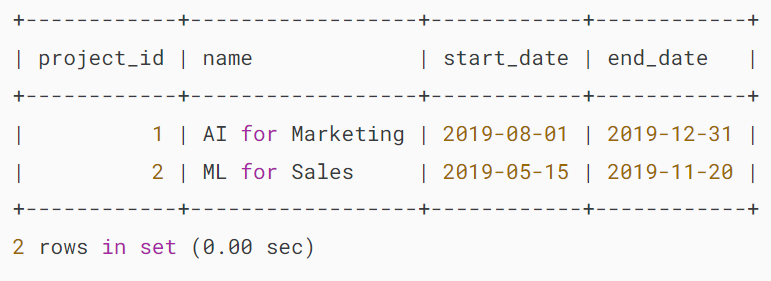 +------------+------------------+------------+------------+
| project_id | name             | start_date | end_date   |
+------------+------------------+------------+------------+
|          1 | AI for Marketing | 2019-08-01 | 2019-12-31 |
|          2 | ML for Sales     | 2019-05-15 | 2019-11-20 |
+------------+------------------+------------+------------+
2 rows in set (0.00 sec)